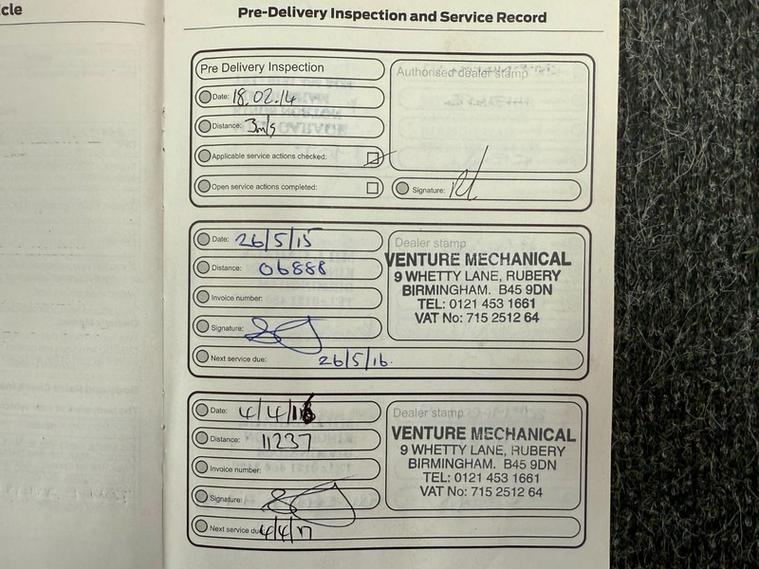 cle
Pre-Delivery Inspection and Service Record
Pre Delivery Inspection
Date: 18.02.14
Distance: 3mls
Applicable service actions checked:
Open service actions completed:
Authorised dealer stamp
Signature:
Date: 26/5/15
Distance: 06888
Invoice number:
Signature:
Next service due: 26/5/16.
Dealer stamp
VENTURE MECHANICAL
9 WHETTY LANE, RUBERY
BIRMINGHAM. B45 9DN
TEL: 0121 453 1661
VAT No: 715 2512 64
Date: 4/4/16
Distance: 11237
Invoice number:
Signature:
Next service due 4/4/17
Dealer stamp
VENTURE MECHANICAL
9 WHETTY LANE, RUBERY
BIRMINGHAM. B45 9DN
TEL: 0121 453 1661
VAT No: 715 2512 64